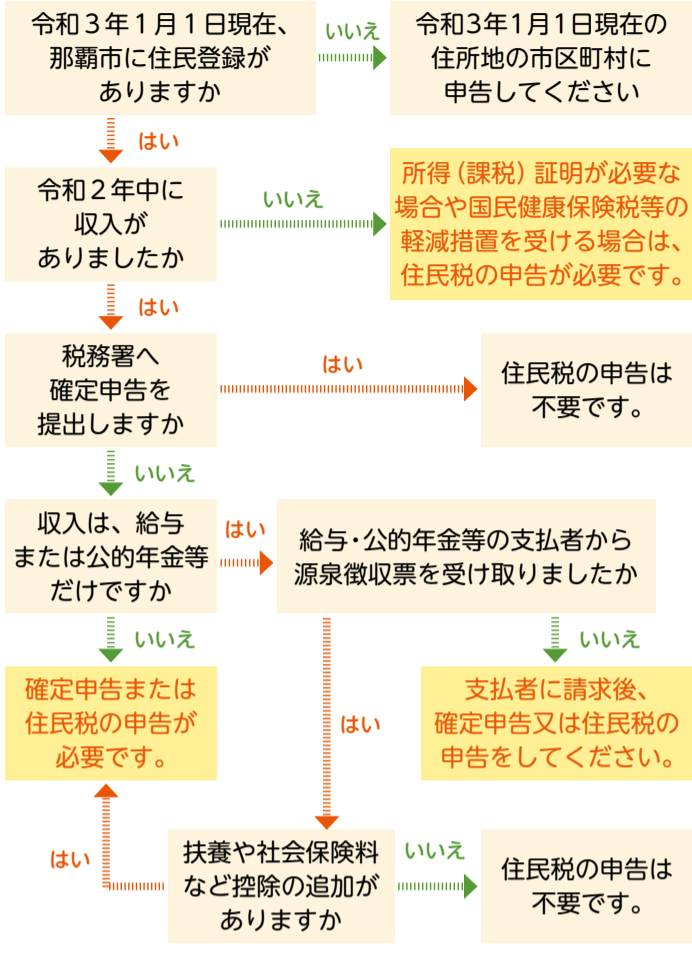 令和３年１月１日現在、
那覇市に住民登録が
ありますか
いいえ
令和3年1月1日現在の
住所地の市区町村に
申告してください
はい
令和２年中に
収入が
ありましたか
いいえ
所得（課税）証明が必要な
場合や国民健康保険税等の
軽減措置を受ける場合は、
住民税の申告が必要です。
はい
税務署へ
確定申告を
提出しますか
はい
住民税の申告は
不要です。
いいえ
収入は、給与
または公的年金等
だけですか
はい
給与・公的年金等の支払者から
源泉徴収票を受け取りましたか
いいえ
確定申告または
住民税の申告が
必要です。
はい
いいえ
支払者に請求後、
確定申告又は住民税の
申告をしてください。
はい
扶養や社会保険料
など控除の追加が
ありますか
いいえ
住民税の申告は
不要です。